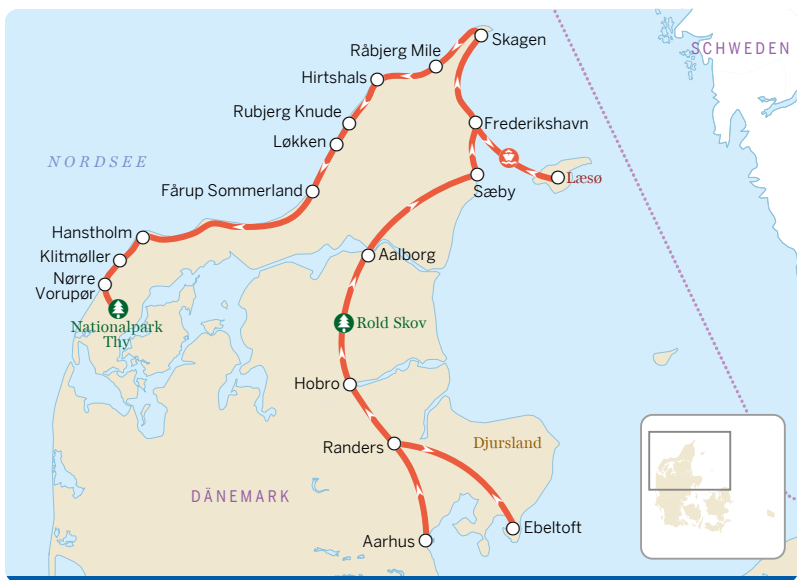 Skagen
SCHWEDEN
Råbjerg Mile
Hirtshals
Rubjerg Knude
Frederikshavn
Løkken
NORDSEE
Læsø
Fårup Sommerland
Sæby
Hanstholm
Klitmøller
Aalborg
Nørre
Vorupør
Nationalpark
Thy
Rold Skov
Hobro
Djursland
Randers
DÄNEMARK
Ebeltoft
Aarhus